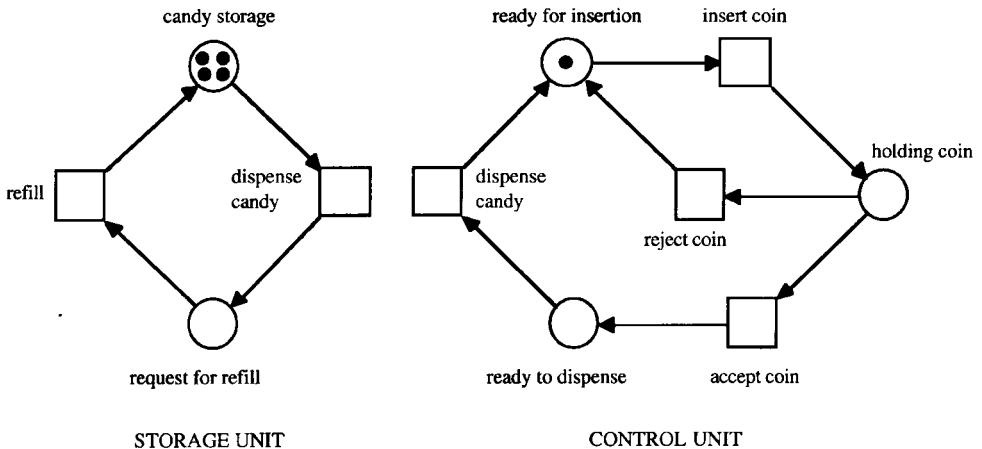 candy storage
ready for insertion
insert coin
holding coin
refill
dispense
candy
dispense
candy
reject coin
request for refill
ready to dispense
accept coin
STORAGE UNIT
CONTROL UNIT